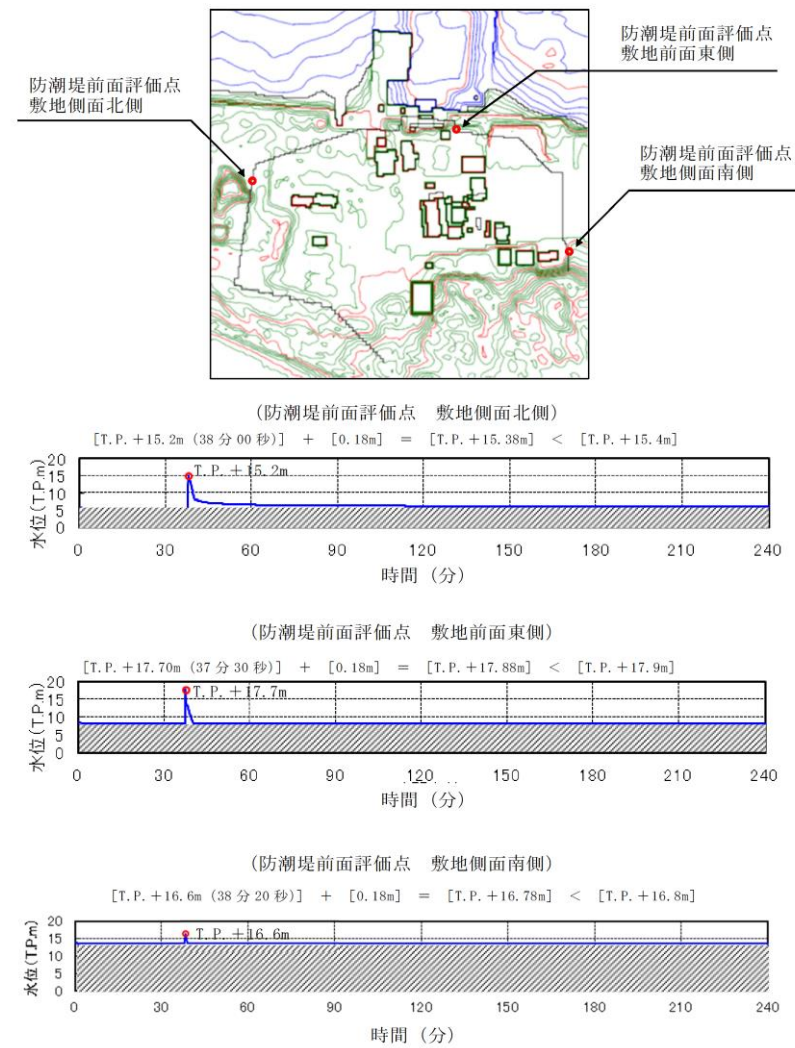 防潮堤前面評価点
敷地前面東側
防潮堤前面評価点
敷地側面北側
防潮堤前面評価点
敷地側面南側
(防潮堤前面評価点 敷地側面北側)
[T.P.+15.2m (38分00秒)] + [0.18m] = [T.P.+15.38m] < [T.P.+15.4m]
T.P.+15.2m
水位(T.P.m)
20
15
10
5
0
0 30 60 90 120 150 180 210 240
時間(分)
(防潮堤前面評価点 敷地前面東側)
[T.P.+17.70m (37分30秒)] + [0.18m] = [T.P.+17.88m] < [T.P.+17.9m]
T.P.+17.7m
水位(T.P.m)
20
15
10
5
0
0 30 60 90 120 150 180 210 240
時間(分)
(防潮堤前面評価点 敷地側面南側)
[T.P.+16.6m (38分20秒)] + [0.18m] = [T.P.+16.78m] < [T.P.+16.8m]
T.P.+16.6m
水位(T.P.m)
20
15
10
5
0
0 30 60 90 120 150 180 210 240
時間(分)